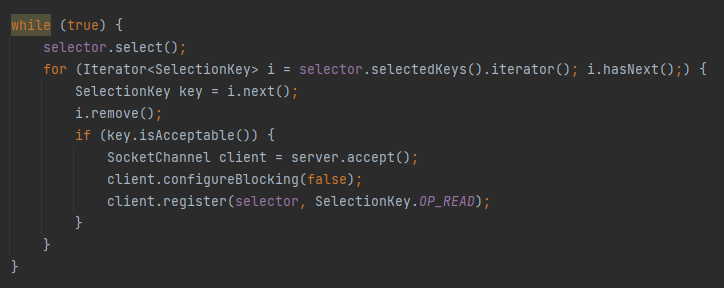 while (true) {
    selector.select();
    for (Iterator<SelectionKey> i = selector.selectedKeys().iterator(); i.hasNext();) {
        SelectionKey key = i.next();
        i.remove();
        if (key.isAcceptable()) {
            SocketChannel client = server.accept();
            client.configureBlocking(false);
            client.register(selector, SelectionKey.OP_READ);
        }
    }
}